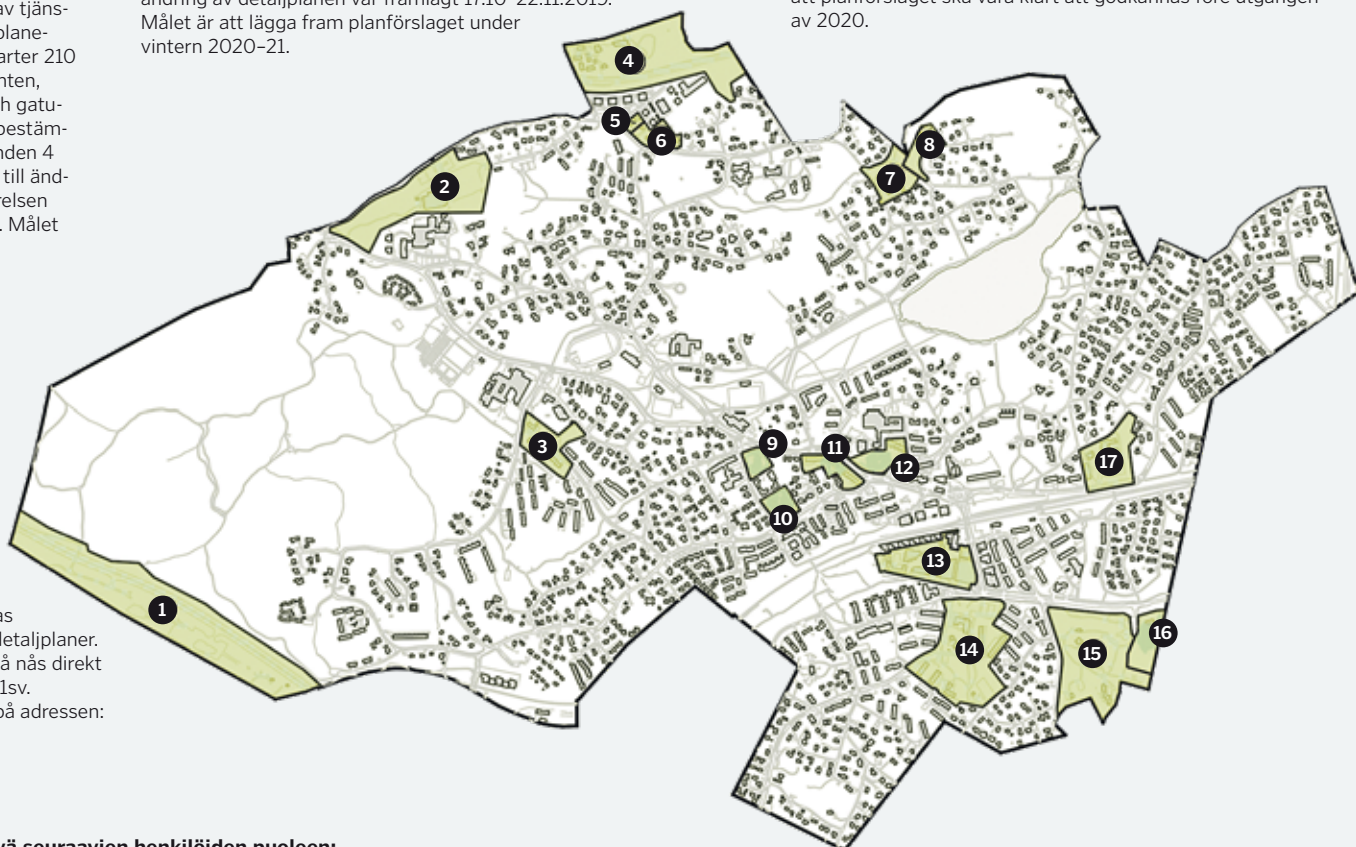 av tjäns-
plane-
arter 210
nten,
h gatu-
bestäm-
nden 4
till änd-
relsen
. Målet
ändring av detaljplanen var framlagt 17.10–22.11.2019.
Målet är att lägga fram planförslaget under
vintern 2020–21.
att planförslaget ska vara klart att godkännas före utgången
av 2020.
4
5
6
8
7
2
9
11
3
12
17
10
13
1
16
14
15
as
detaljplaner.
å nås direkt
1sv.
på adressen:
vä seuraavien henkilöiden puoleen: